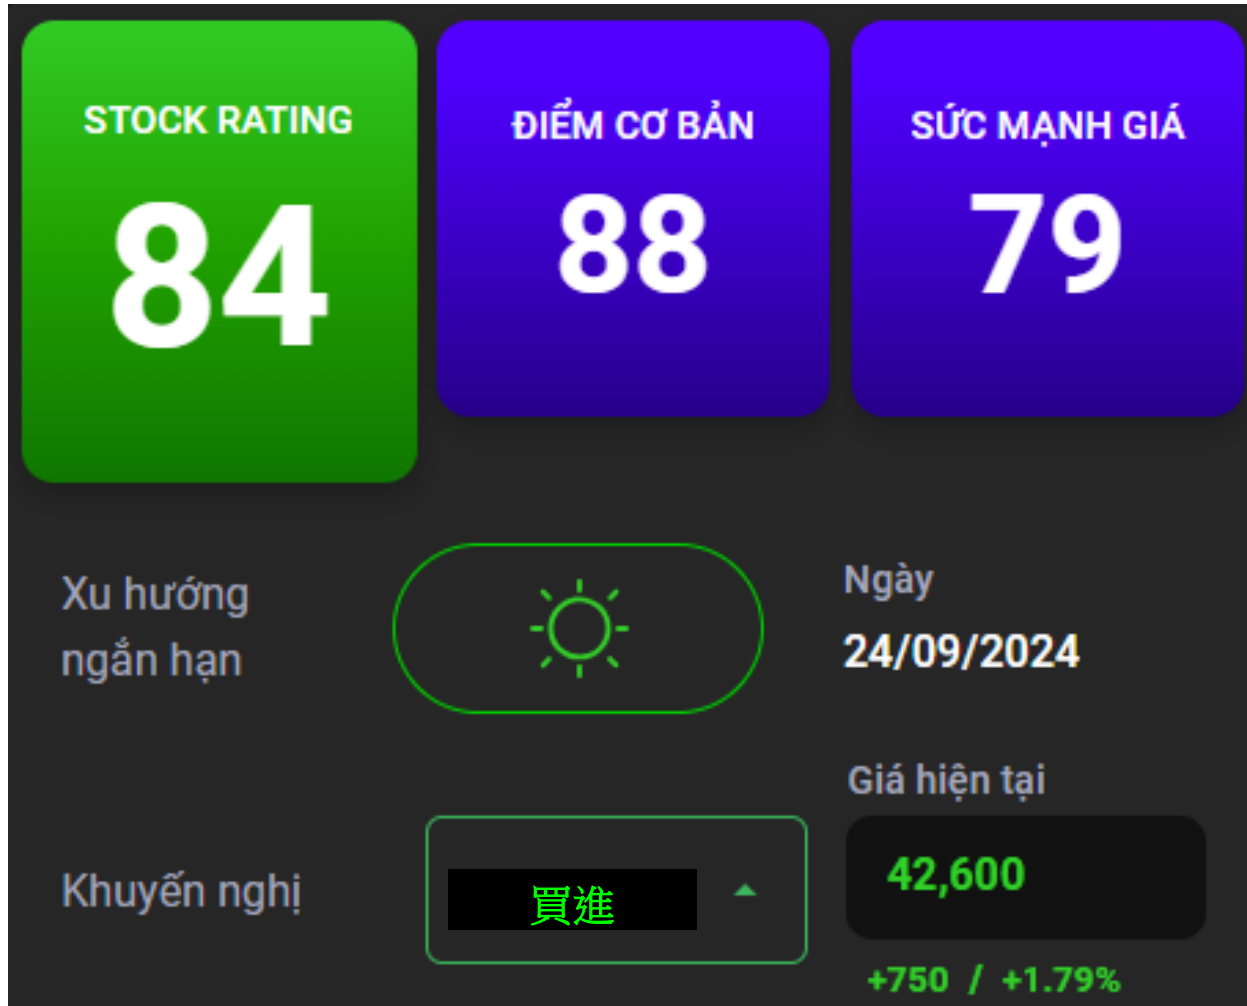 STOCK RATING
84
ĐIỂM CƠ BẢN
88
SỨC MẠNH GIÁ
79
Xu hướng
ngắn hạn
Ngày
24/09/2024
Khuyến nghị
買進
Giá hiện tại
42,600
+750 / +1.79%